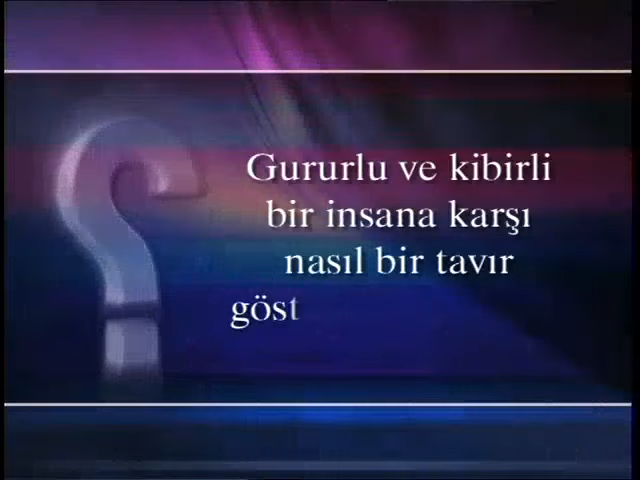 Gururlu ve kibirli
bir insana karşı
nasıl bir tavır
göst